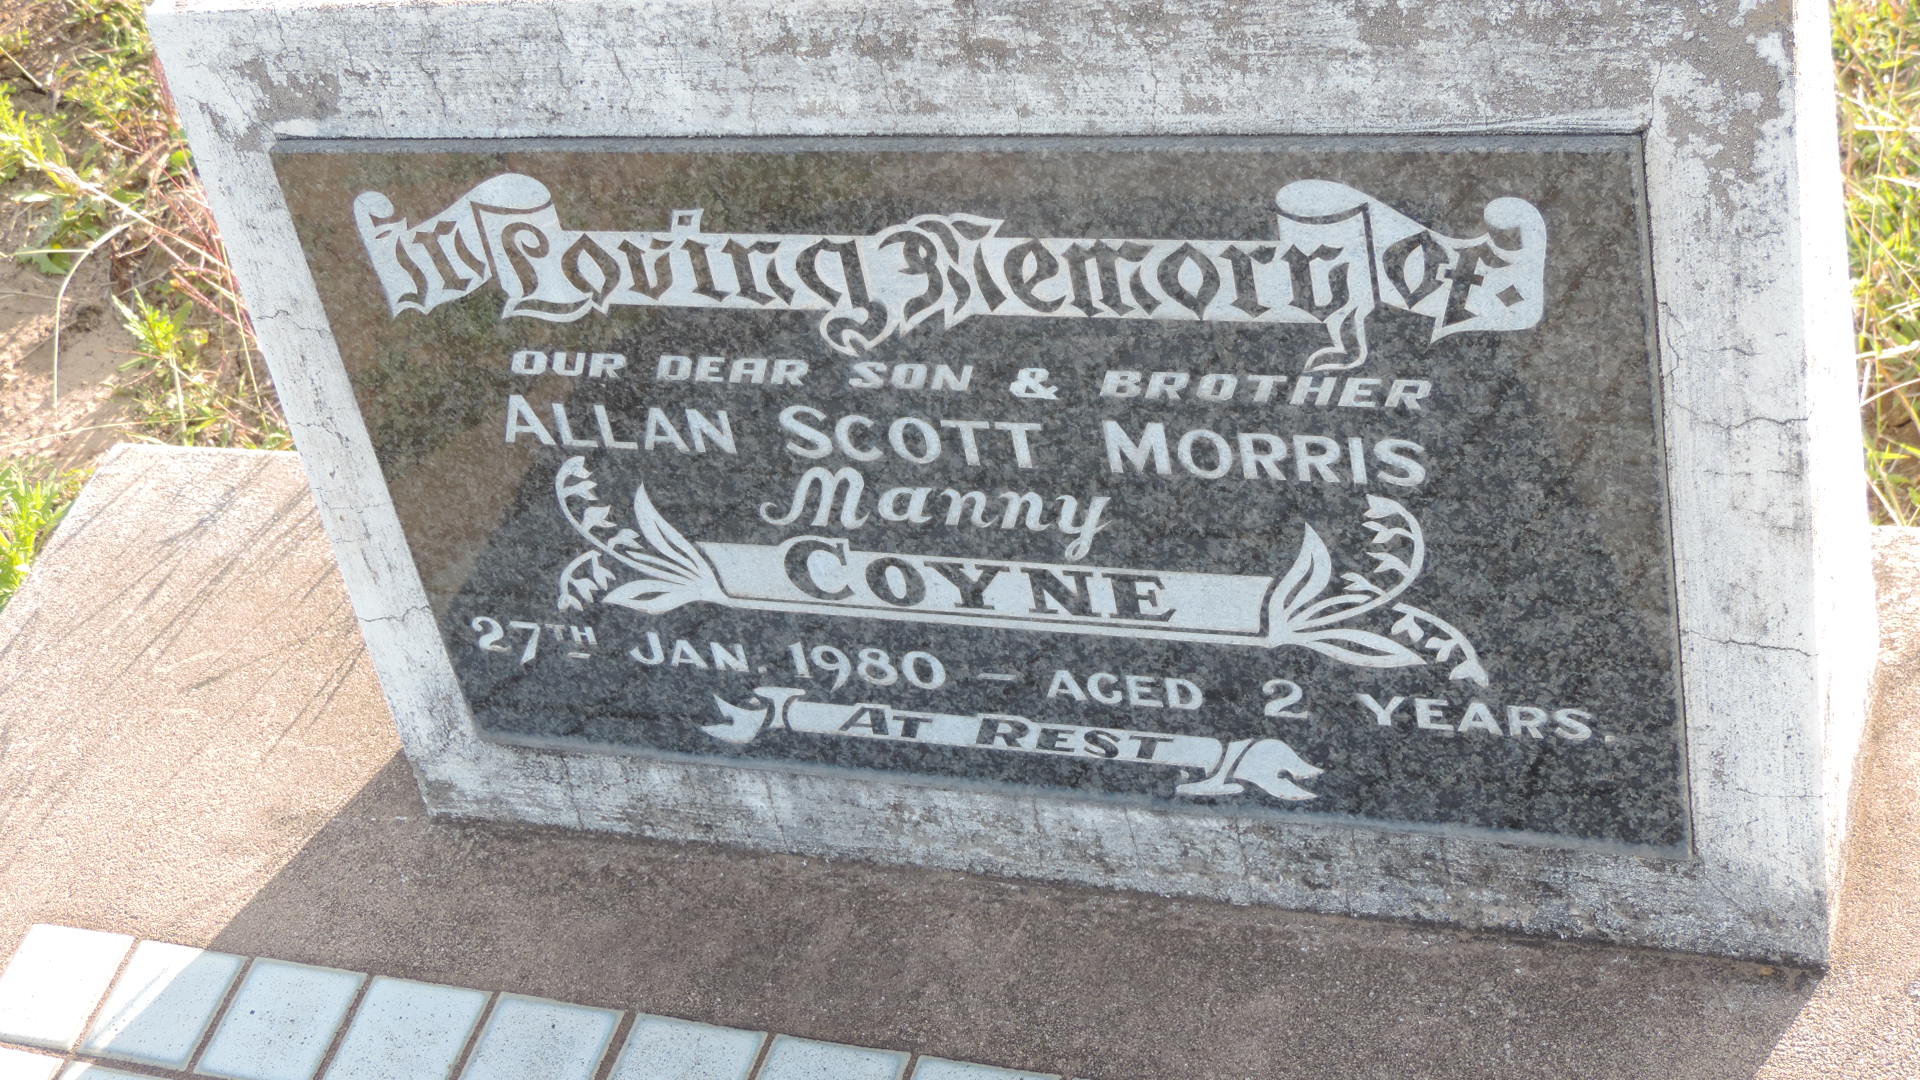 In Loving Memory Of.
OUR DEAR SON & BROTHER
ALLAN SCOTT MORRIS
Manny
COYNE
27TH JAN. 1980 – AGED 2 YEARS.
AT REST